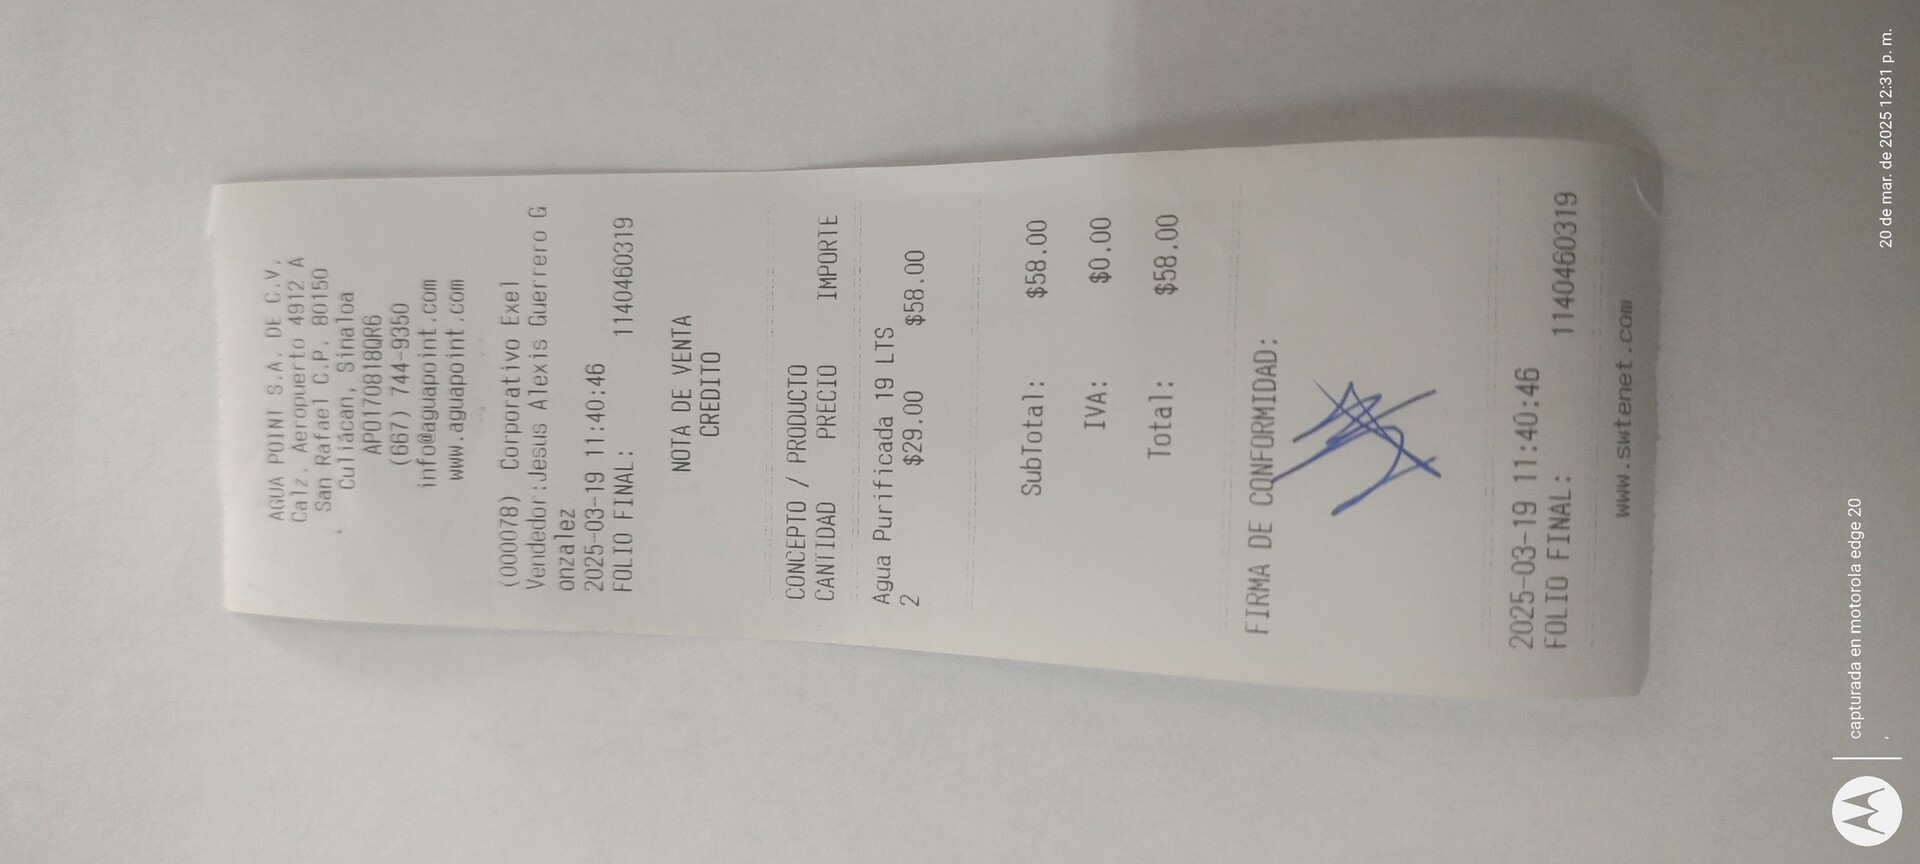 AGUA POINT S.A. DE C.V.
Calz. Aeropuerto 4912 A
San Rafael C.P. 80150
Culiácan, Sinaloa
APO170818QR6
(667) 744-9350
info@aguapoint.com
www.aguapoint.com
(000078) Corporativo Exel
Vendedor:Jesus Alexis Guerrero G
onzalez
2025-03-19 11:40:46
FOLIO FINAL: 1140460319
NOTA DE VENTA
CREDITO
CONCEPTO / PRODUCTO
CANTIDAD PRECIO IMPORTE
Agua Purificada 19 LTS
2 $29.00 $58.00
SubTotal: $58.00
IVA: $0.00
Total: $58.00
FIRMA DE CONFORMIDAD:
2025-03-19 11:40:46
FOLIO FINAL: 1140460319
www.swtenet.com
capturada en motorola edge 20
20 de mar. de 2025 12:31 p. m.